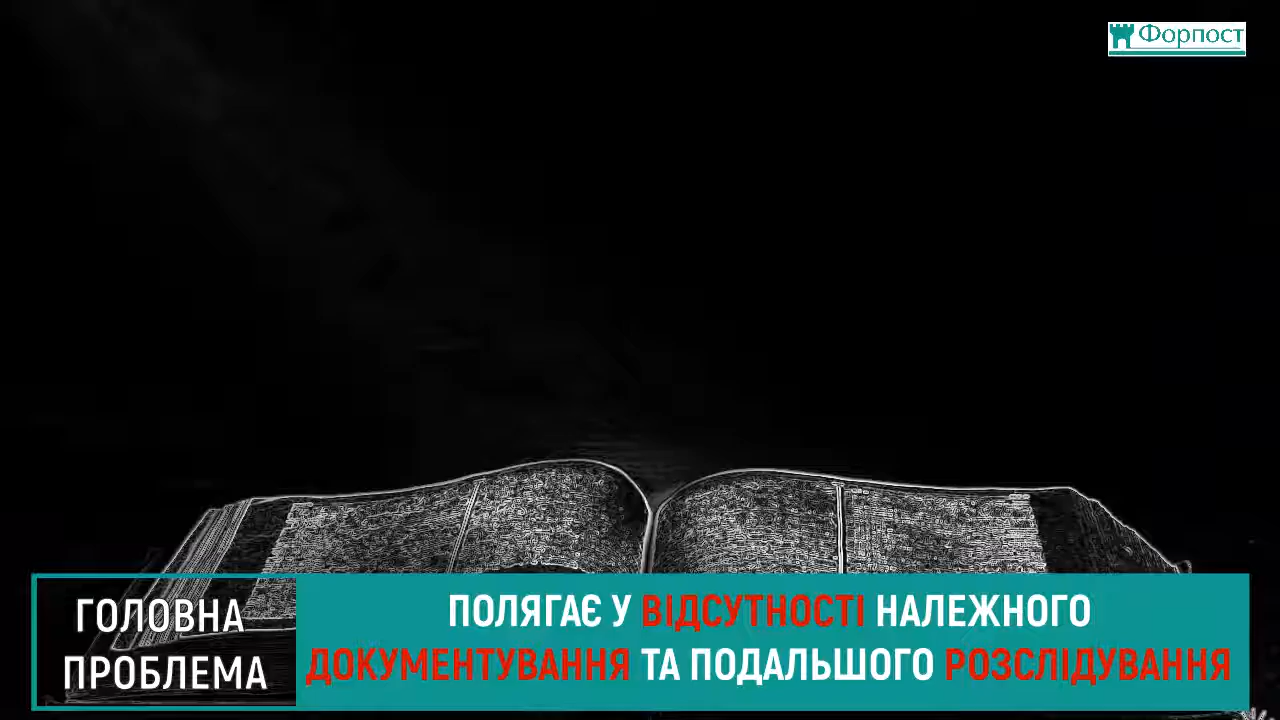 Форпост
ГОЛОВНА
ПРОБЛЕМА
ПОЛЯГАЄ У ВІДСУТНОСТІ НАЛЕЖНОГО
ДОКУМЕНТУВАННЯ ТА ПОДАЛЬШОГО РОЗСЛІДУВАННЯ